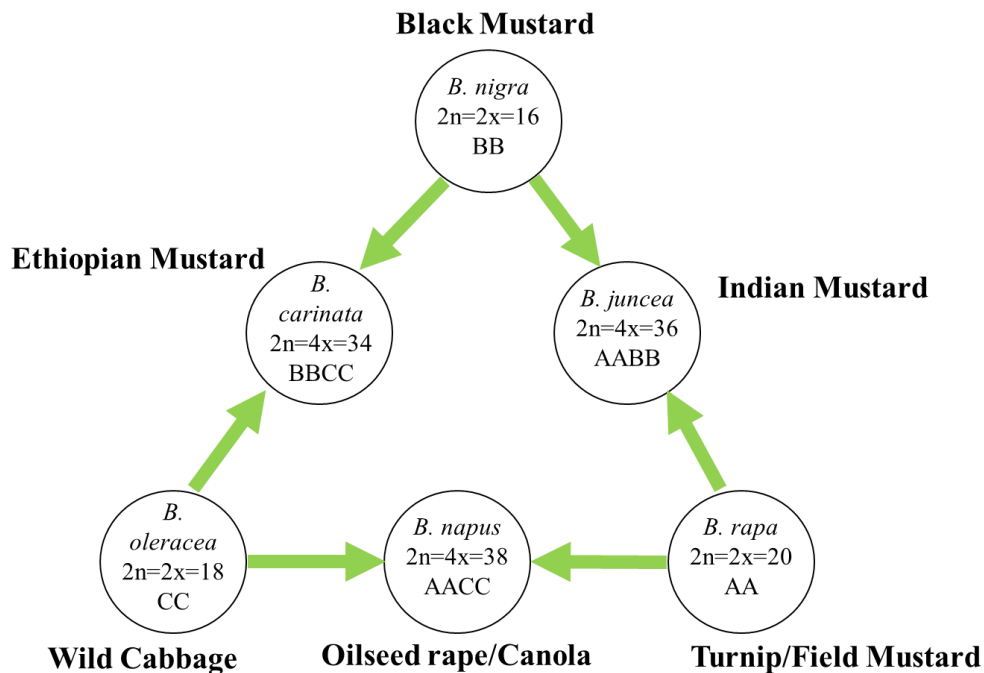 Black Mustard
B. nigra
2n=2x=16
BB
Ethiopian Mustard
B.
carinata
2n=4x=34
BBCC
B. juncea
2n=4x=36
AABB
Indian Mustard
B.
oleracea
2n=2x=18
CC
Wild Cabbage
B. napus
2n=4x=38
AACC
Oilseed rape/Canola
B. rapa
2n=2x=20
AA
Turnip/Field Mustard